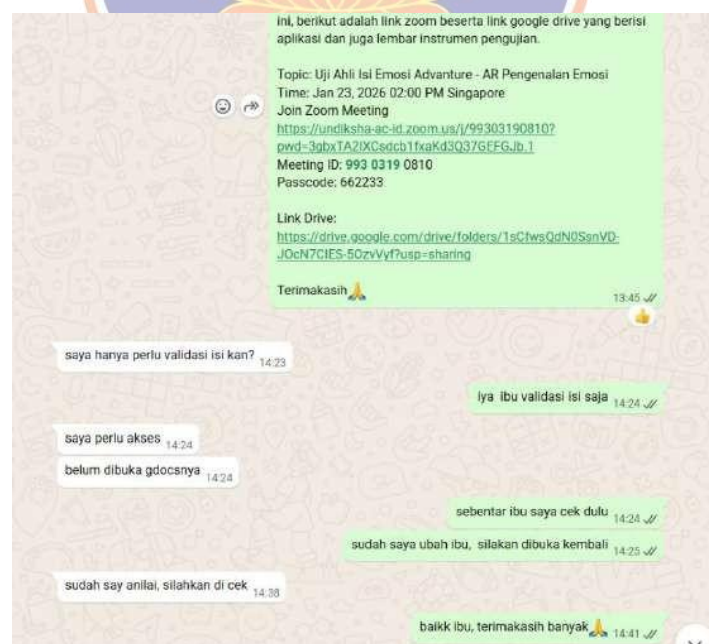 ini, berikut adalah link zoom beserta link google drive yang berisi
aplikasi dan juga lembar instrumen pengujian.
Topic: Uji Ahli Isi Emosi Advanture - AR Pengenalan Emosi
Time: Jan 23, 2026 02:00 PM Singapore
Join Zoom Meeting
https://undiksha-ac-id.zoom.us/j/99303190810?
pwd=3gbxTA2IXCsdcb1fxaKd3Q37GEFGJb.1
Meeting ID: 993 0319 0810
Passcode: 662233
Link Drive:
https://drive.google.com/drive/folders/1sCfwsQdN0SsnVD-
JOcN7CIES-5OzvVyf?usp=sharing
Terimakasih🙏
13:45
saya hanya perlu validasi isi kan? 14:23
iya ibu validasi isi saja 14:24
saya perlu akses 14:24
belum dibuka gdocsnya 14:24
sebentar ibu saya cek dulu 14:24
sudah saya ubah ibu, silakan dibuka kembali 14:25
sudah say anilai, silahkan di cek 14:38
baikk ibu, terimakasih banyak🙏 14:41